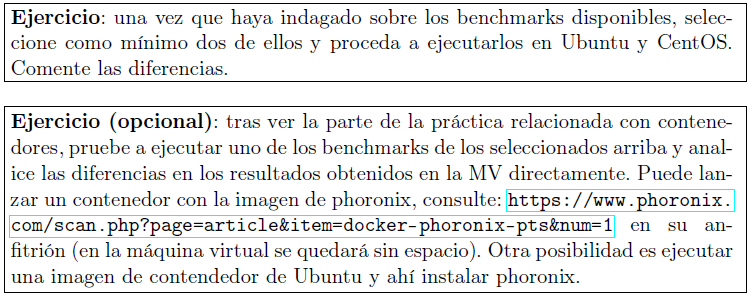 Ejercicio: una vez que haya indagado sobre los benchmarks disponibles, selec-
cione como mínimo dos de ellos y proceda a ejecutarlos en Ubuntu y CentOS.
Comente las diferencias.
Ejercicio (opcional): tras ver la parte de la práctica relacionada con contene-
dores, pruebe a ejecutar uno de los benchmarks de los seleccionados arriba y anal-
ice las diferencias en los resultados obtenidos en la MV directamente. Puede lan-
zar un contenedor con la imagen de phoronix, consulte: https://www.phoronix.
com/scan.php?page=article&item=docker-phoronix-pts&num=1 en su an-
fitrión (en la máquina virtual se quedará sin espacio). Otra posibilidad es ejecutar
una imagen de contendedor de Ubuntu y ahí instalar phoronix.